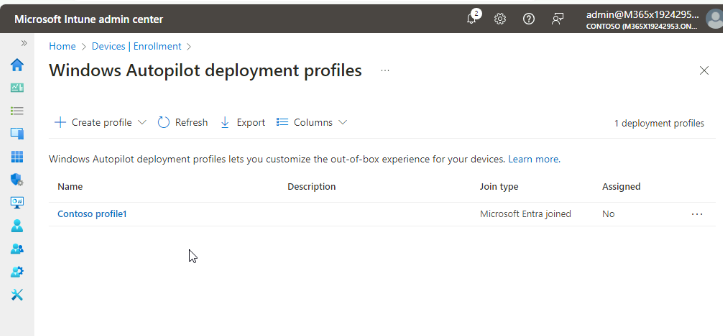 Microsoft Intune admin center
2
admin@M365x1924295...
CONTOSO (M365X19242953.ON...
Home > Devices | Enrollment >
Windows Autopilot deployment profiles ...
Create profile Refresh Export Columns 1 deployment profiles
Windows Autopilot deployment profiles lets you customize the out-of-box experience for your devices. Learn more.
Name Description Join type Assigned
Contoso profile1 Microsoft Entra joined No ...